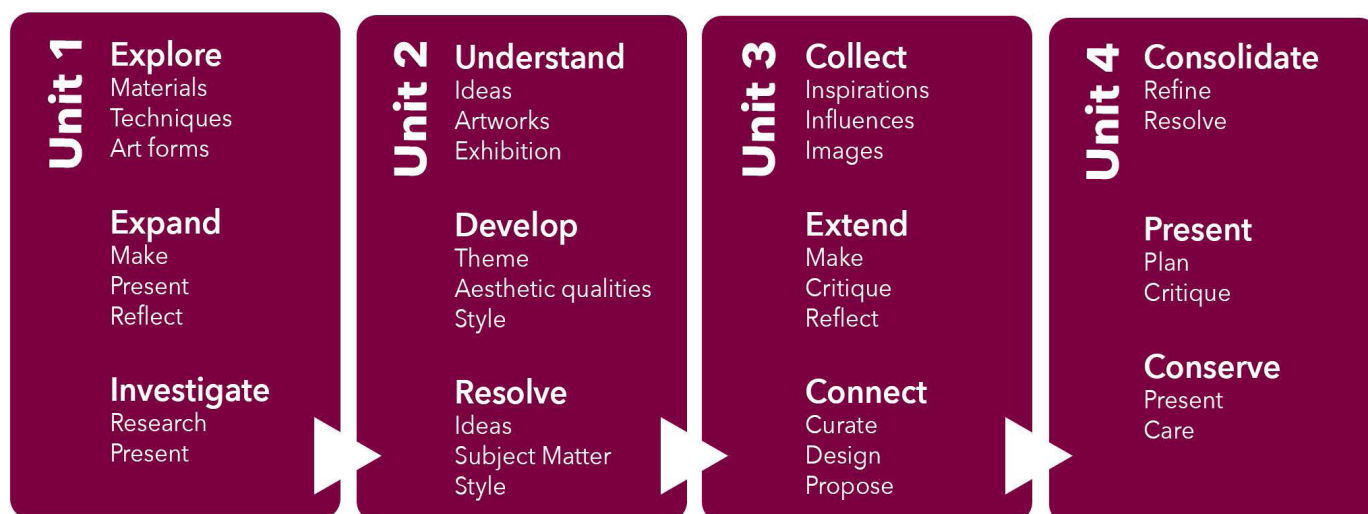 Unit 1
Explore
Materials
Techniques
Art forms
Expand
Make
Present
Reflect
Investigate
Research
Present
Unit 2
Understand
Ideas
Artworks
Exhibition
Develop
Theme
Aesthetic qualities
Style
Resolve
Ideas
Subject Matter
Style
Unit 3
Collect
Inspirations
Influences
Images
Extend
Make
Critique
Reflect
Connect
Curate
Design
Propose
Unit 4
Consolidate
Refine
Resolve
Present
Plan
Critique
Conserve
Present
Care